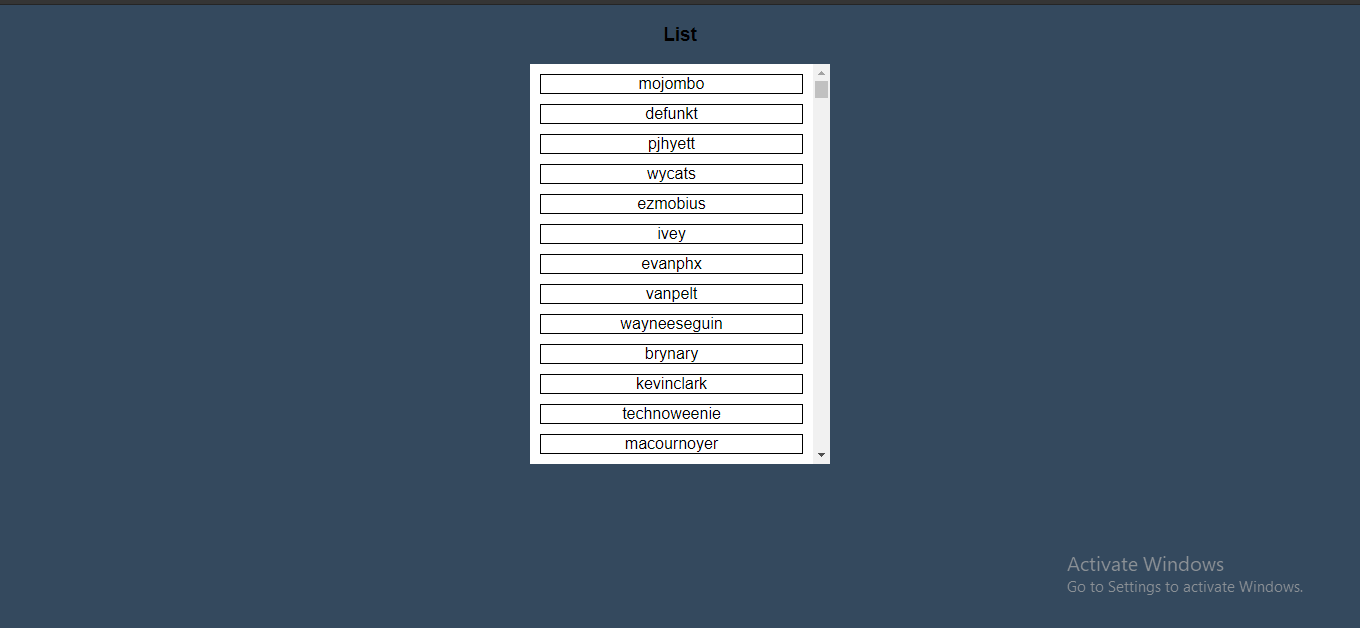 List
mojombo
defunkt
pjhyett
wycats
ezmobius
ivey
evanphx
vanpelt
wayneeseguin
brynary
kevinclark
technoweenie
macournoyer
Activate Windows
Go to Settings to activate Windows.